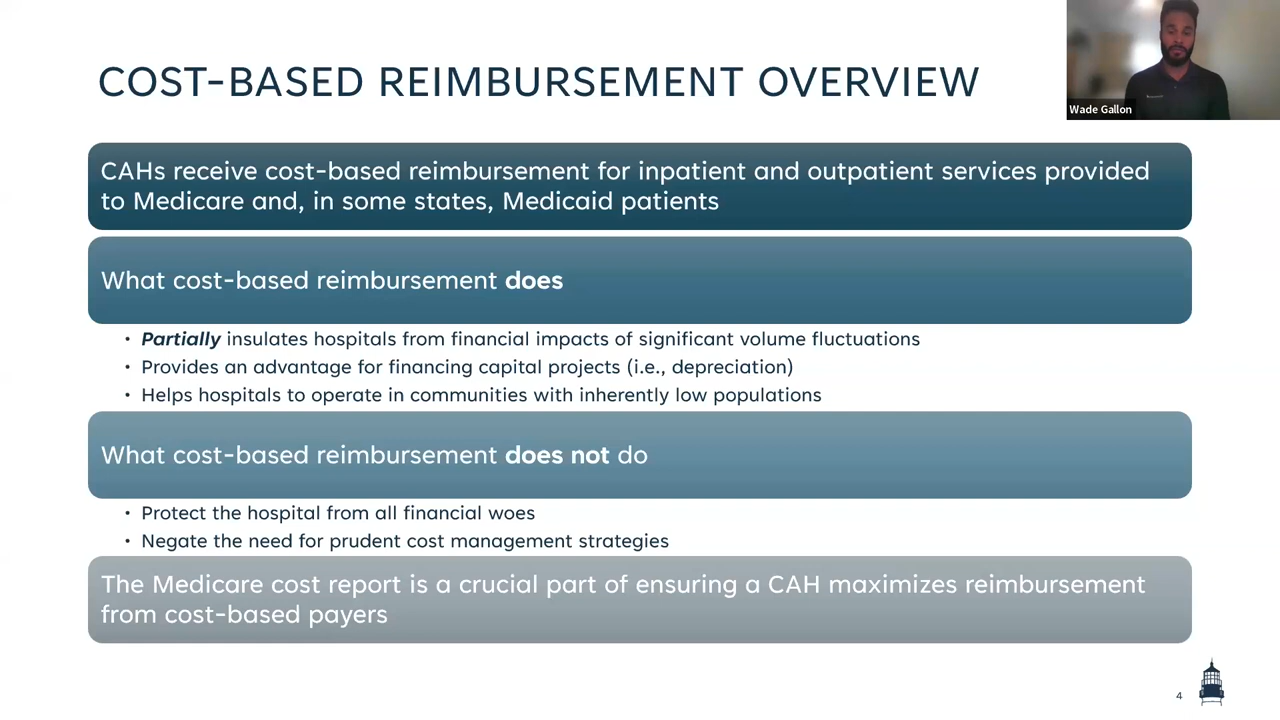 COST-BASED REIMBURSEMENT OVERVIEW
Wade Gallon
CAHs receive cost-based reimbursement for inpatient and outpatient services provided
to Medicare and, in some states, Medicaid patients
What cost-based reimbursement does
• Partially insulates hospitals from financial impacts of significant volume fluctuations
• Provides an advantage for financing capital projects (i.e., depreciation)
• Helps hospitals to operate in communities with inherently low populations
What cost-based reimbursement does not do
• Protect the hospital from all financial woes
• Negate the need for prudent cost management strategies
The Medicare cost report is a crucial part of ensuring a CAH maximizes reimbursement
from cost-based payers
4